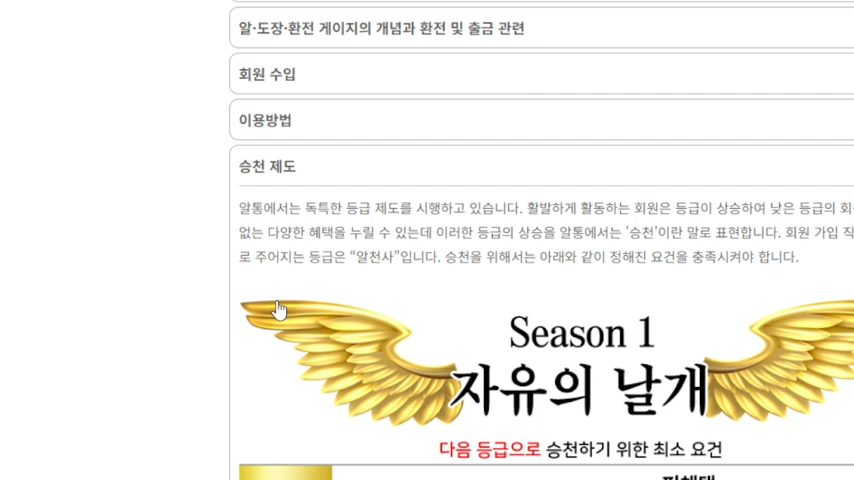 알·도장·환전 게이지의 개념과 환전 및 출금 관련
회원 수입
이용방법
승천 제도
알통에서는 독특한 등급 제도를 시행하고 있습니다. 활발하게 활동하는 회원은 등급이 상승하여 낮은 등급의 회
없는 다양한 혜택을 누릴 수 있는데 이러한 등급의 상승을 알통에서는 '승천'이란 말로 표현합니다. 회원 가입 직
로 주어지는 등급은 “알천사”입니다. 승천을 위해서는 아래와 같이 정해진 요건을 충족시켜야 합니다.
Season 1
자유의 날개
다음 등급으로 승천하기 위한 최소 요건